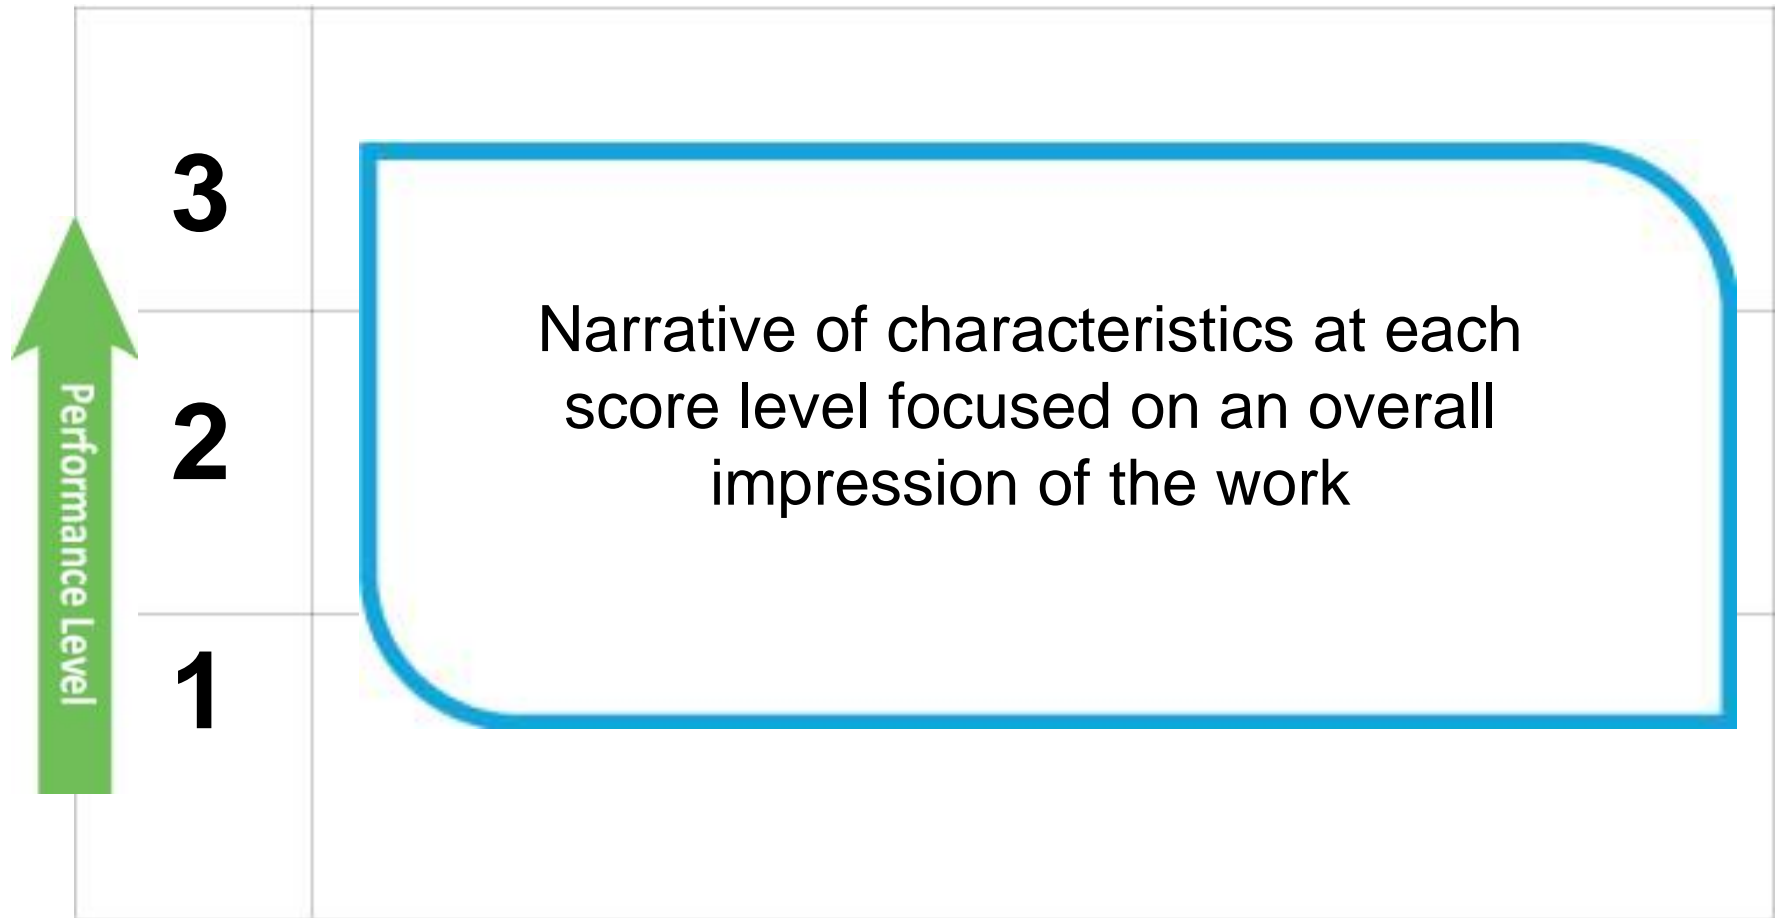 3
Narrative of characteristics at each
score level focused on an overall
impression of the work
2
1
Performance Level